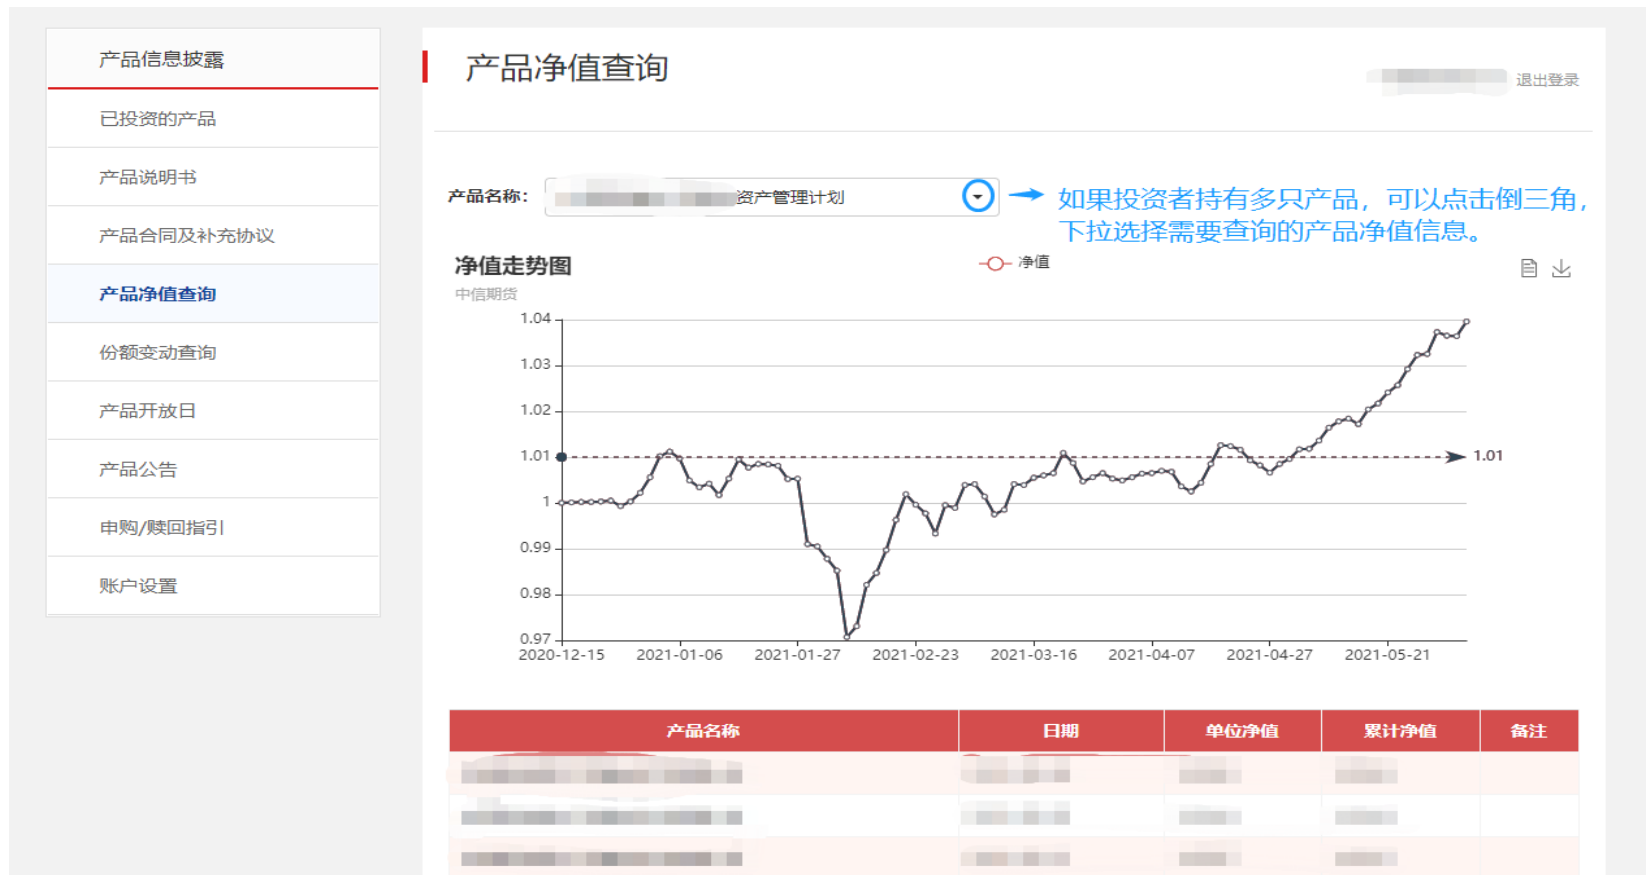 产品信息披露
已投资的产品
产品说明书
产品合同及补充协议
产品净值查询
份额变动查询
产品开放日
产品公告
申购/赎回指引
账户设置
产品净值查询
退出登录
产品名称：
资产管理计划
如果投资者持有多只产品，可以点击倒三角，
下拉选择需要查询的产品净值信息。
净值走势图
中信期货
净值
1.04
1.03
1.02
1.01
1
0.99
0.98
0.97
1.01
2020-12-15 2021-01-06 2021-01-27 2021-02-23 2021-03-16 2021-04-07 2021-04-27 2021-05-21
产品名称 日期 单位净值 累计净值 备注